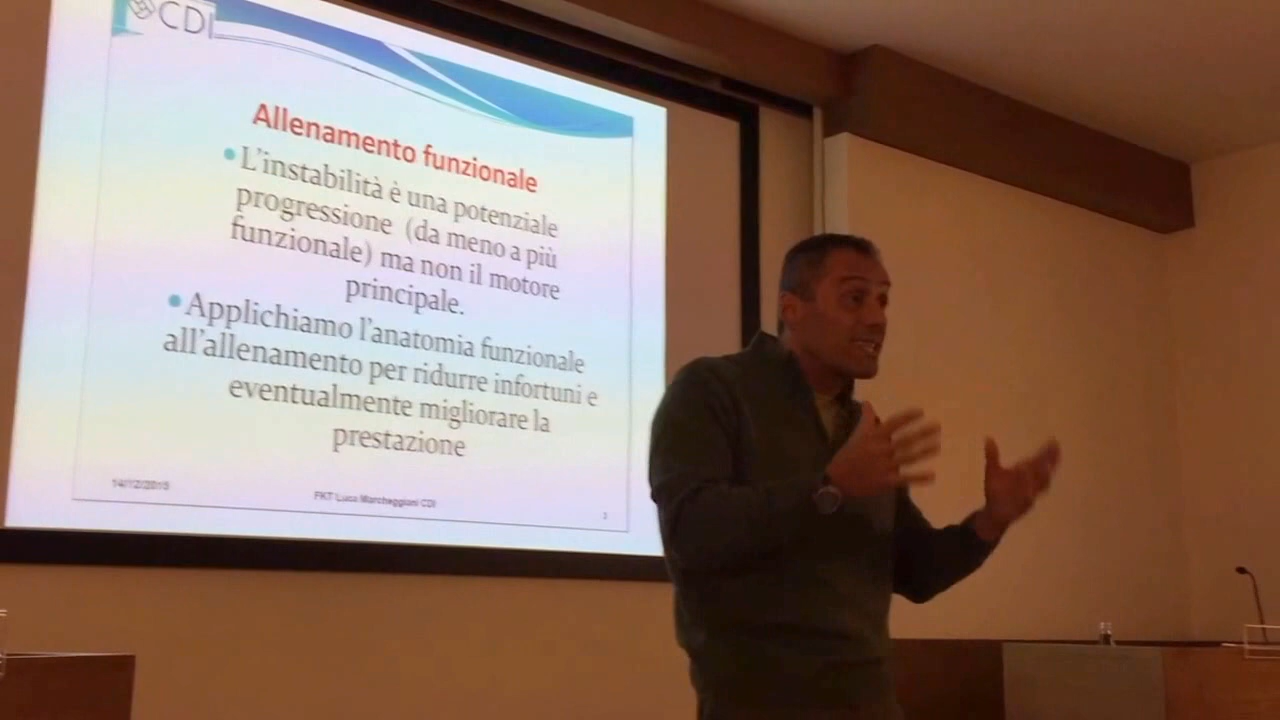 CDI
Allenamento funzionale
•L'instabilità è una potenziale
progressione (da meno a più
funzionale) ma non il motore
principale.
•Applichiamo l'anatomia funzionale
all'allenamento per ridurre infortuni e
eventualmente migliorare la
prestazione
14/12/2015
FKT Luca Marcheggiani CDI